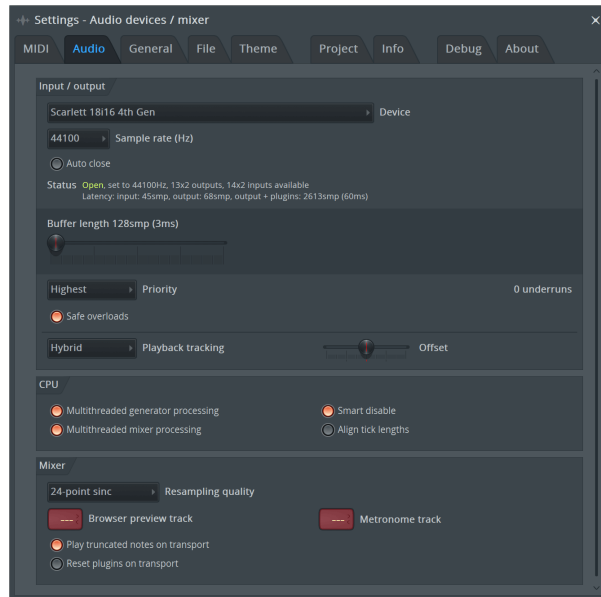 Settings - Audio devices / mixer
MIDI Audio General File Theme Project Info Debug About
Input / output
Scarlett 18i16 4th Gen Device
44100 Sample rate (Hz)
Auto close
Status Open, set to 44100Hz, 13x2 outputs, 14x2 inputs available
Latency: input: 45smp, output: 68smp, output + plugins: 2613smp (60ms)
Buffer length 128smp (3ms)
Highest Priority 0 underruns
Safe overloads
Hybrid Playback tracking Offset
CPU
Multithreaded generator processing Smart disable
Multithreaded mixer processing Align tick lengths
Mixer
24-point sinc Resampling quality
--- Browser preview track --- Metronome track
Play truncated notes on transport
Reset plugins on transport